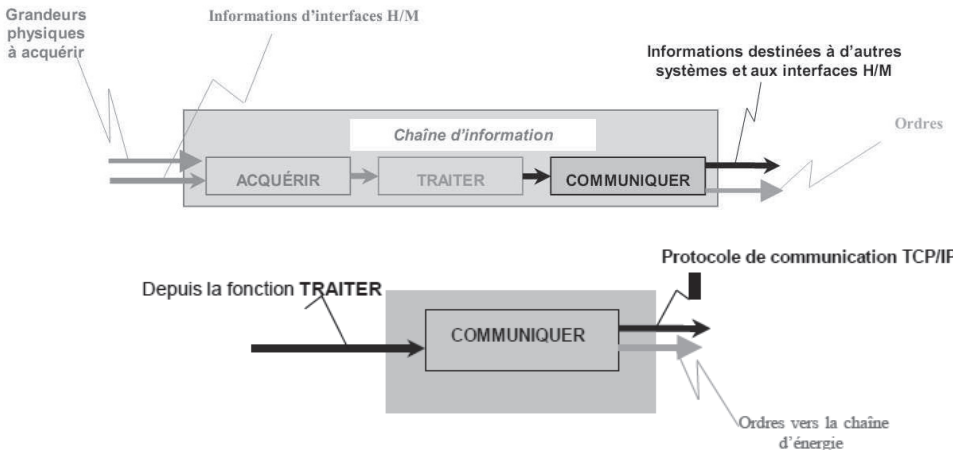 Grandeurs
physiques
à acquérir
Informations d'interfaces H/M
Informations destinées à d'autres
systèmes et aux interfaces H/M
Ordres
Chaîne d'information
ACQUÉRIR
TRAITER
COMMUNIQUER
Protocole de communication TCP/IP
Depuis la fonction TRAITER
COMMUNIQUER
Ordres vers la chaîne
d'énergie